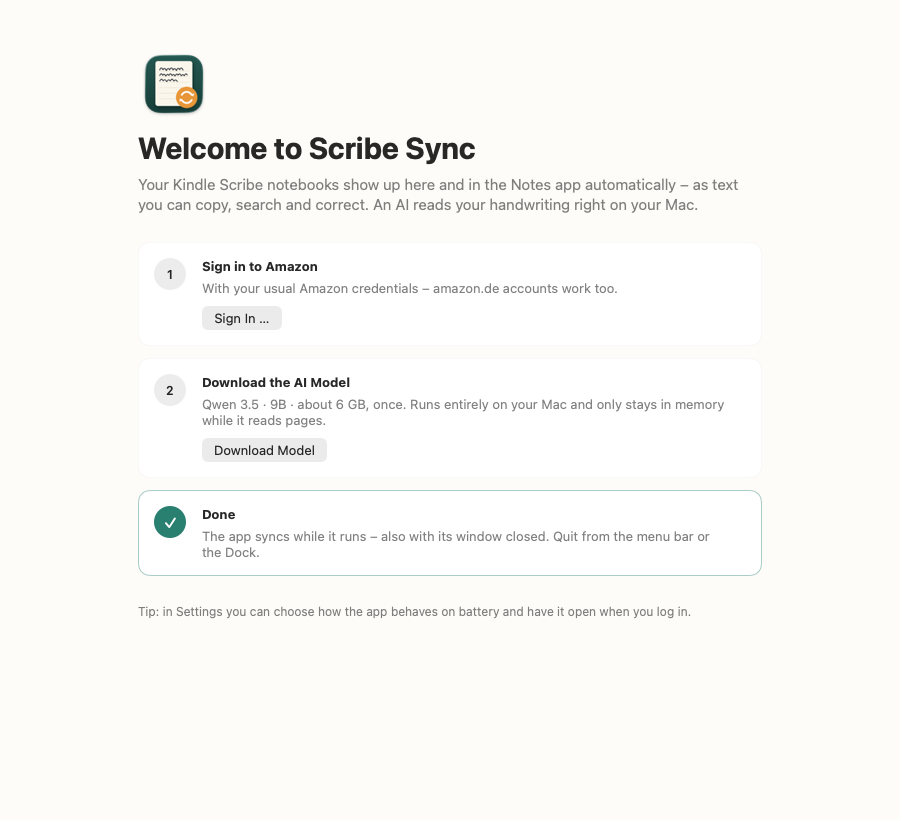 Welcome to Scribe Sync
Your Kindle Scribe notebooks show up here and in the Notes app automatically – as text
you can copy, search and correct. An AI reads your handwriting right on your Mac.
1
Sign in to Amazon
With your usual Amazon credentials – amazon.de accounts work too.
Sign In ...
2
Download the AI Model
Qwen 3.5 · 9B · about 6 GB, once. Runs entirely on your Mac and only stays in memory
while it reads pages.
Download Model
Done
The app syncs while it runs – also with its window closed. Quit from the menu bar or
the Dock.
Tip: in Settings you can choose how the app behaves on battery and have it open when you log in.